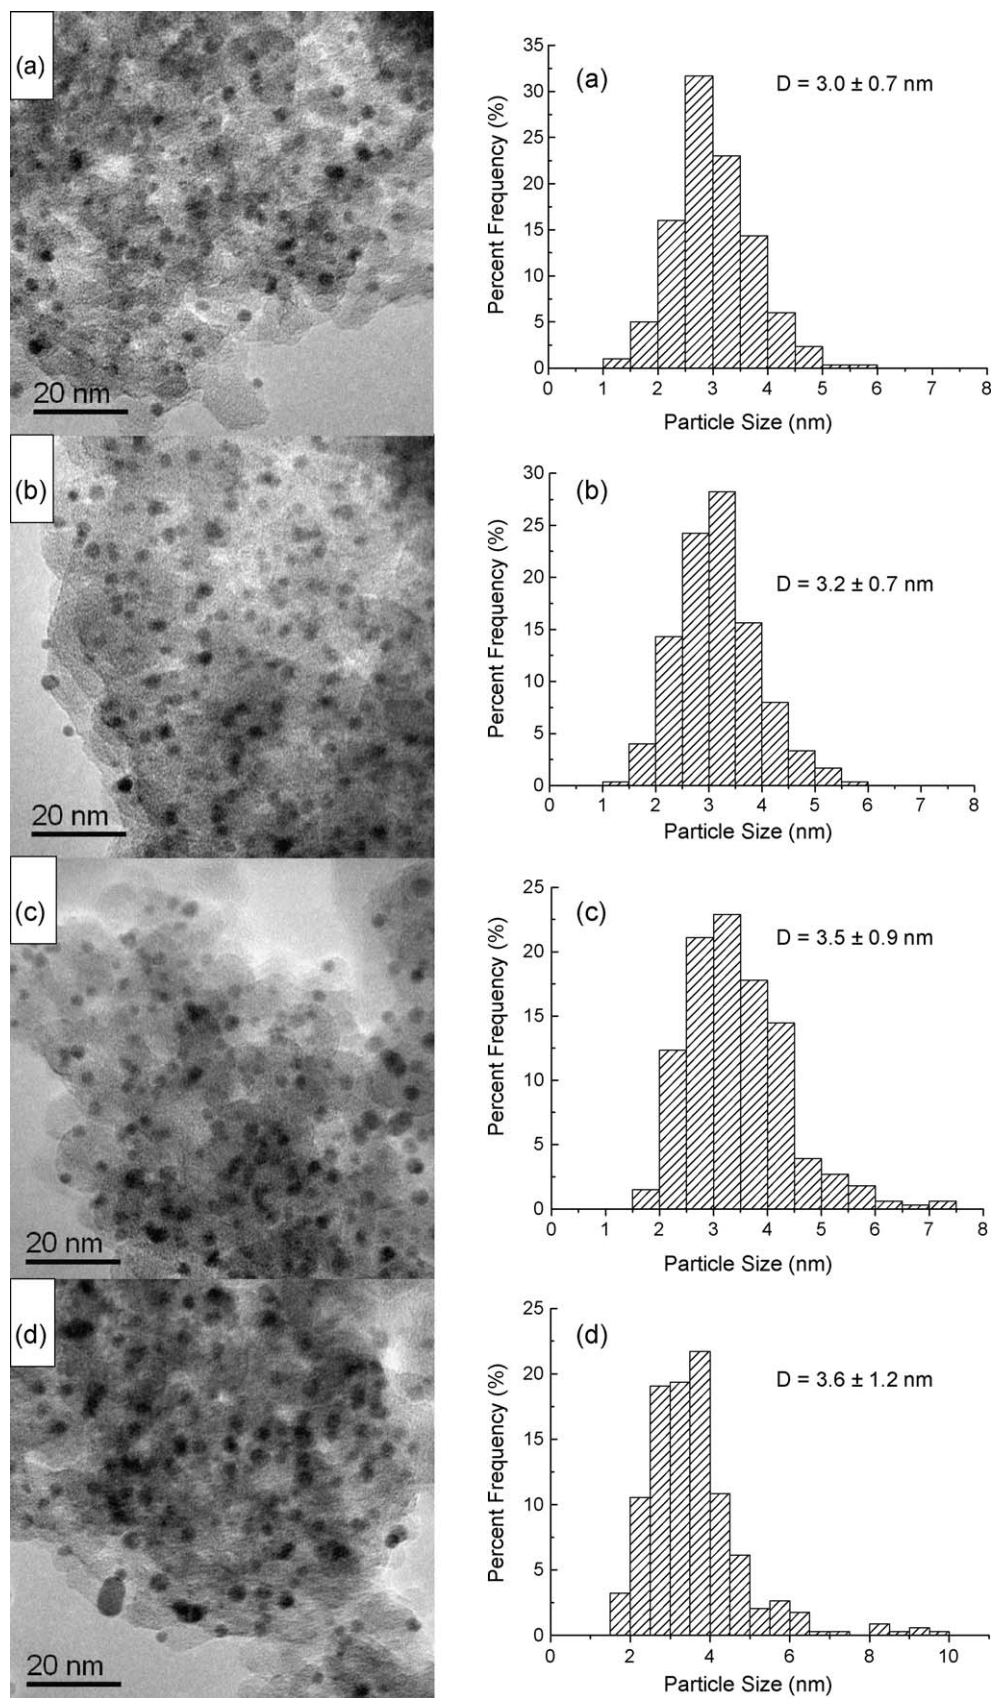 (a)
20 nm
(a)
D = 3.0 ± 0.7 nm
Percent Frequency (%)
35
30
25
20
15
10
5
0
0 1 2 3 4 5 6 7 8
Particle Size (nm)
(b)
20 nm
(b)
D = 3.2 ± 0.7 nm
Percent Frequency (%)
30
25
20
15
10
5
0
0 1 2 3 4 5 6 8
Particle Size (nm)
(c)
20 nm
(c)
D = 3.5 ± 0.9 nm
Percent Frequency (%)
25
20
15
10
5
0
0 1 2 3 4 5 6 7 8
Particle Size (nm)
(d)
20 nm
(d)
D = 3.6 ± 1.2 nm
Percent Frequency (%)
25
20
15
10
5
0
2 4 6 8 10
Particle Size (nm)